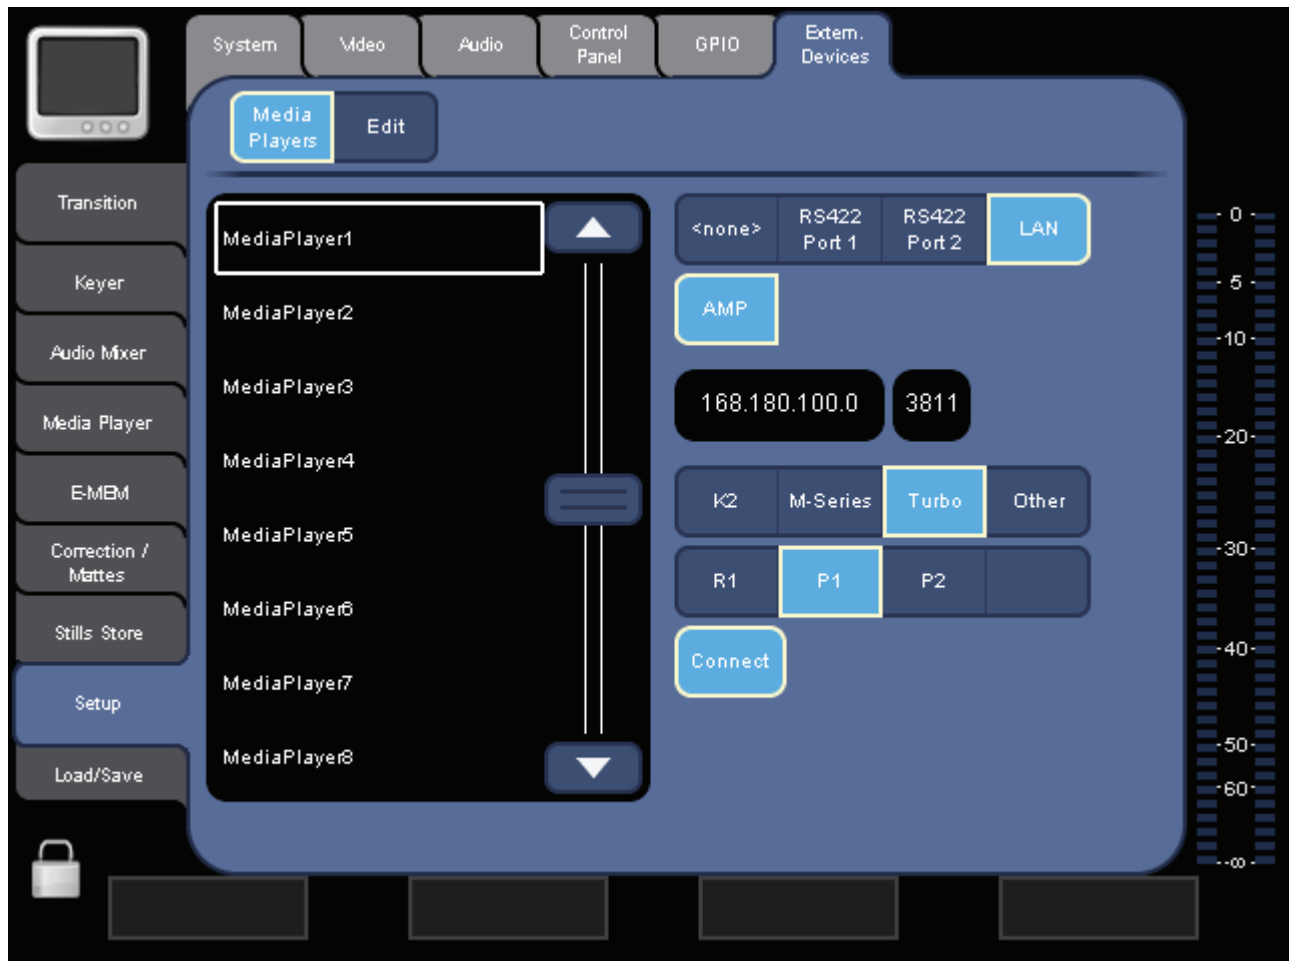 System
Video
Audio
Control
Panel
GPIO
Extern.
Devices
Media
Players
Edit
Transition
Keyer
Audio Mixer
Media Player
E-MEM
Correction /
Mattes
Stills Store
Setup
Load/Save
MediaPlayer1
MediaPlayer2
MediaPlayer3
MediaPlayer4
MediaPlayer5
MediaPlayer6
MediaPlayer7
MediaPlayer8
<none>
RS422
Port 1
RS422
Port 2
LAN
AMP
168.180.100.0
3811
K2
M-Series
Turbo
Other
R1
P1
P2
Connect
- 0 -
- 5 -
-10-
-20-
-30-
-40-
-50-
-60-
--∞-